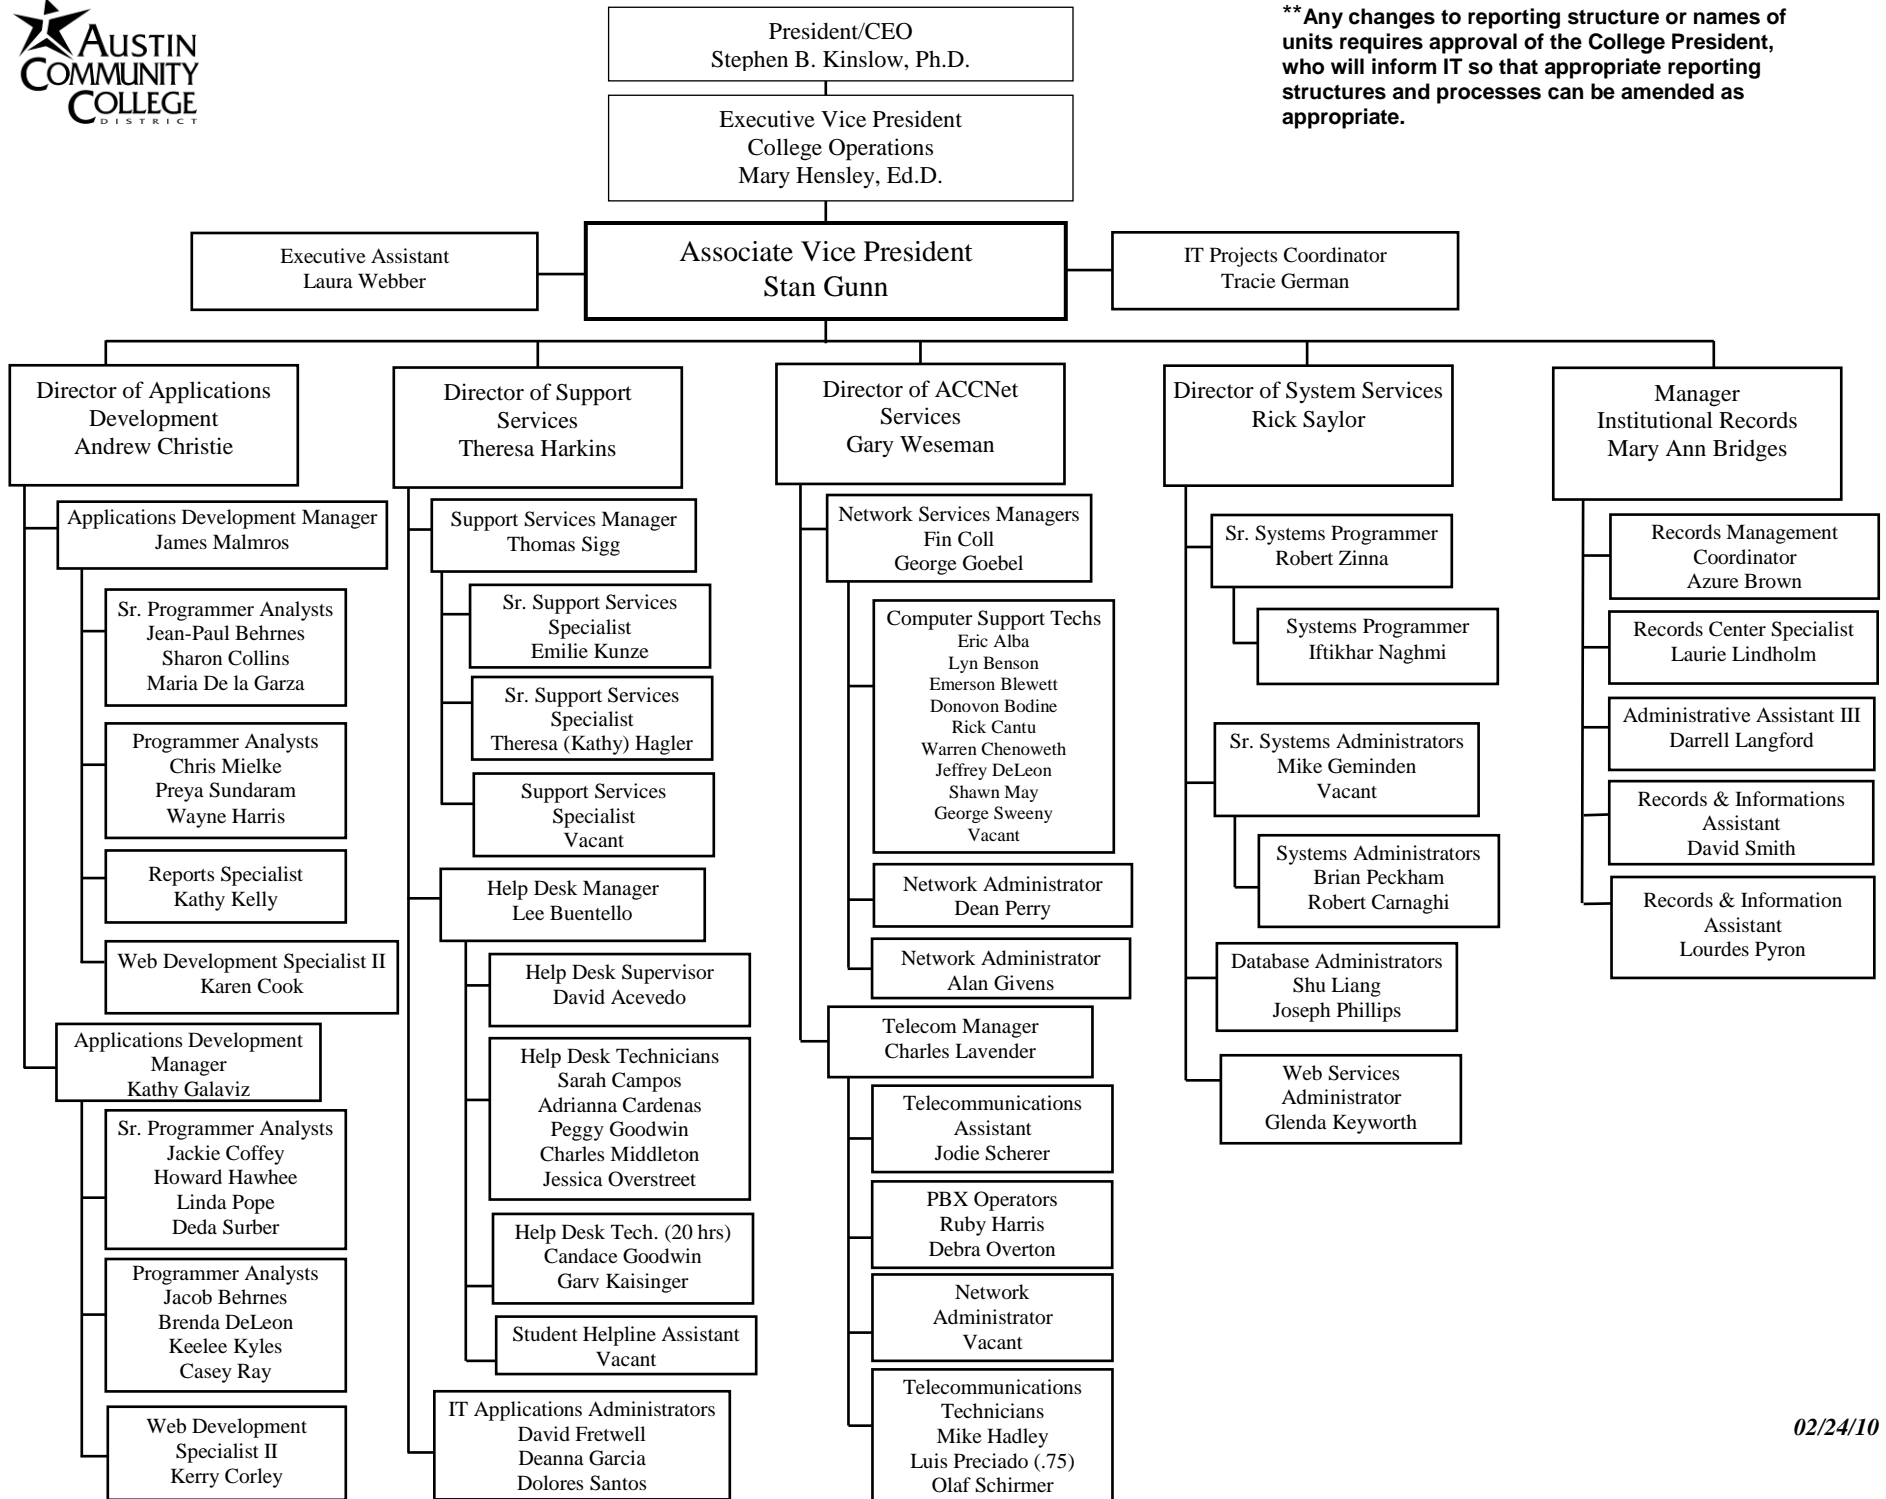 AUSTIN
COMMUNITY
COLLEGE
DISTRICT
President/CEO
Stephen B. Kinslow, Ph.D.
**Any changes to reporting structure or names of
units requires approval of the College President,
who will inform IT so that appropriate reporting
structures and processes can be amended as
appropriate.
Executive Vice President
College Operations
Mary Hensley, Ed.D.
Executive Assistant
Laura Webber
Associate Vice President
Stan Gunn
IT Projects Coordinator
Tracie German
Director of Applications
Development
Andrew Christie
Applications Development Manager
James Malmros
Sr. Programmer Analysts
Jean-Paul Behrnes
Sharon Collins
Maria De la Garza
Programmer Analysts
Chris Mielke
Preya Sundaram
Wayne Harris
Reports Specialist
Kathy Kelly
Web Development Specialist II
Karen Cook
Applications Development
Manager
Kathy Galaviz
Sr. Programmer Analysts
Jackie Coffey
Howard Hawhee
Linda Pope
Deda Surber
Programmer Analysts
Jacob Behrnes
Brenda DeLeon
Keelee Kyles
Casey Ray
Web Development
Specialist II
Kerry Corley
Director of Support
Services
Theresa Harkins
Support Services Manager
Thomas Sigg
Sr. Support Services
Specialist
Emilie Kunze
Sr. Support Services
Specialist
Theresa (Kathy) Hagler
Support Services
Specialist
Vacant
Help Desk Manager
Lee Buentello
Help Desk Supervisor
David Acevedo
Help Desk Technicians
Sarah Campos
Adrianna Cardenas
Peggy Goodwin
Charles Middleton
Jessica Overstreet
Help Desk Tech. (20 hrs)
Candace Goodwin
Gary Kaisinger
Student Helpline Assistant
Vacant
IT Applications Administrators
David Fretwell
Deanna Garcia
Dolores Santos
Director of ACCNet
Services
Gary Weseman
Network Services Managers
Fin Coll
George Goebel
Computer Support Techs
Eric Alba
Lyn Benson
Emerson Blewett
Donovon Bodine
Rick Cantu
Warren Chenoweth
Jeffrey DeLeon
Shawn May
George Sweeny
Vacant
Network Administrator
Dean Perry
Network Administrator
Alan Givens
Telecom Manager
Charles Lavender
Telecommunications
Assistant
Jodie Scherer
PBX Operators
Ruby Harris
Debra Overton
Network
Administrator
Vacant
Telecommunications
Technicians
Mike Hadley
Luis Preciado (.75)
Olaf Schirmer
Director of System Services
Rick Saylor
Sr. Systems Programmer
Robert Zinna
Systems Programmer
Iftikhar Naghmi
Sr. Systems Administrators
Mike Geminden
Vacant
Systems Administrators
Brian Peckham
Robert Carnaghi
Database Administrators
Shu Liang
Joseph Phillips
Web Services
Administrator
Glenda Keyworth
Manager
Institutional Records
Mary Ann Bridges
Records Management
Coordinator
Azure Brown
Records Center Specialist
Laurie Lindholm
Administrative Assistant III
Darrell Langford
Records & Informations
Assistant
David Smith
Records & Information
Assistant
Lourdes Pyron
02/24/10